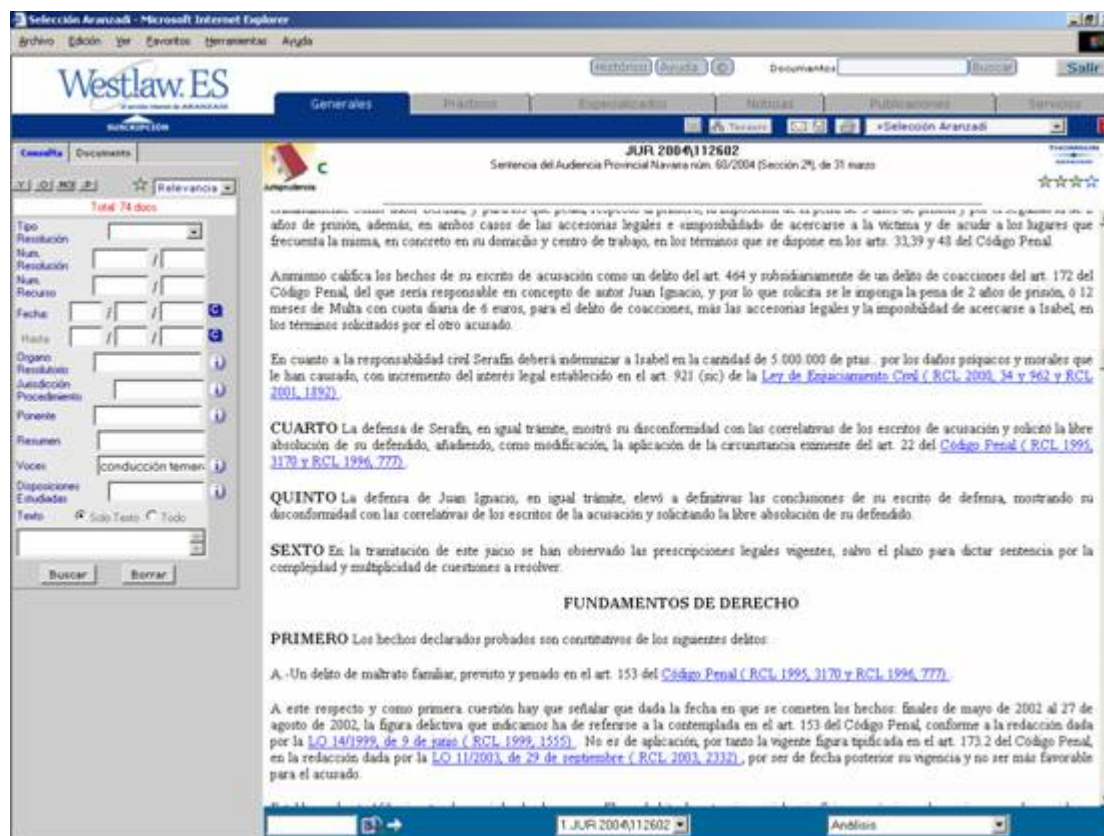 Selección Aranzadi - Microsoft Internet Explorer
Archivo Edición Ver Favoritos Herramientas Ayuda
Westlaw.ES
El servicio Internet de ARANZADI
SUSCRIPCIÓN
Histórico Ayuda Documentos Buscar Salir
Generales Prácticos Especializados Noticias Publicaciones Servicios
Tesauro »Selección Aranzadi
Consulta Documento
Y O NO P Relevancia
Total 74 docs
Tipo
Resolución
Num.
Resolución /
Num.
Recurso /
Fecha / /
Hasta / /
Organo
Resolutorio
Jurisdicción
Procedimiento
Ponente
Resumen
Voces conducción temer
Disposiciones
Estudiadas
Texto Solo Texto Todo
Buscar Borrar
Jurisprudencia
C
JUR 2004\112602
Sentencia del Audiencia Provincial Navarra núm. 60/2004 (Sección 2ª), de 31 marzo
THOMSON
años de prisión, además, en ambos casos de las accesorias legales e «imposibilidad» de acercarse a la víctima y de acudir a los lugares que
frecuenta la misma, en concreto en su domicilio y centro de trabajo, en los términos que se dispone en los arts. 33,39 y 48 del Código Penal.
Asimismo califica los hechos de su escrito de acusación como un delito del art. 464 y subsidiariamente de un delito de coacciones del art. 172 del
Código Penal, del que sería responsable en concepto de autor Juan Ignacio, y por lo que solicita se le imponga la pena de 2 años de prisión, ó 12
meses de Multa con cuota diaria de 6 euros, para el delito de coacciones, más las accesorias legales y la imposibilidad de acercarse a Isabel, en
los términos solicitados por el otro acusado.
En cuanto a la responsabilidad civil Serafin deberá indemnizar a Isabel en la cantidad de 5.000.000 de ptas., por los daños psíquicos y morales que
le han causado, con incremento del interés legal establecido en el art. 921 (sic) de la Ley de Enjuiciamiento Civil ( RCL 2000, 34 y 962 y RCL
2001, 1892) .
CUARTO La defensa de Serafin, en igual trámite, mostró su disconformidad con las correlativas de los escritos de acusación y solicitó la libre
absolución de su defendido, añadiendo, como modificación, la aplicación de la circunstancia eximente del art. 22 del Código Penal ( RCL 1995,
3170 y RCL 1996, 777) .
QUINTO La defensa de Juan Ignacio, en igual trámite, elevó a definitivas las conclusiones de su escrito de defensa, mostrando su
disconformidad con las correlativas de los escritos de la acusación y solicitando la libre absolución de su defendido.
SEXTO En la tramitación de este juicio se han observado las prescripciones legales vigentes, salvo el plazo para dictar sentencia por la
complejidad y multiplicidad de cuestiones a resolver.
FUNDAMENTOS DE DERECHO
PRIMERO Los hechos declarados probados son constitutivos de los siguientes delitos:
A.-Un delito de maltrato familiar, previsto y penado en el art. 153 del Código Penal ( RCL 1995, 3170 y RCL 1996, 777) .
A este respecto y como primera cuestión hay que señalar que dada la fecha en que se cometen los hechos: finales de mayo de 2002 al 27 de
agosto de 2002, la figura delictiva que indicamos ha de referirse a la contemplada en el art. 153 del Código Penal, conforme a la redacción dada
por la LO 14/1999, de 9 de junio ( RCL 1999, 1555) . No es de aplicación, por tanto la vigente figura tipificada en el art. 173.2 del Código Penal,
en la redacción dada por la LO 11/2003, de 29 de septiembre ( RCL 2003, 2332) , por ser de fecha posterior su vigencia y no ser más favorable
para el acusado.
1.JUR 2004\112602 Análisis